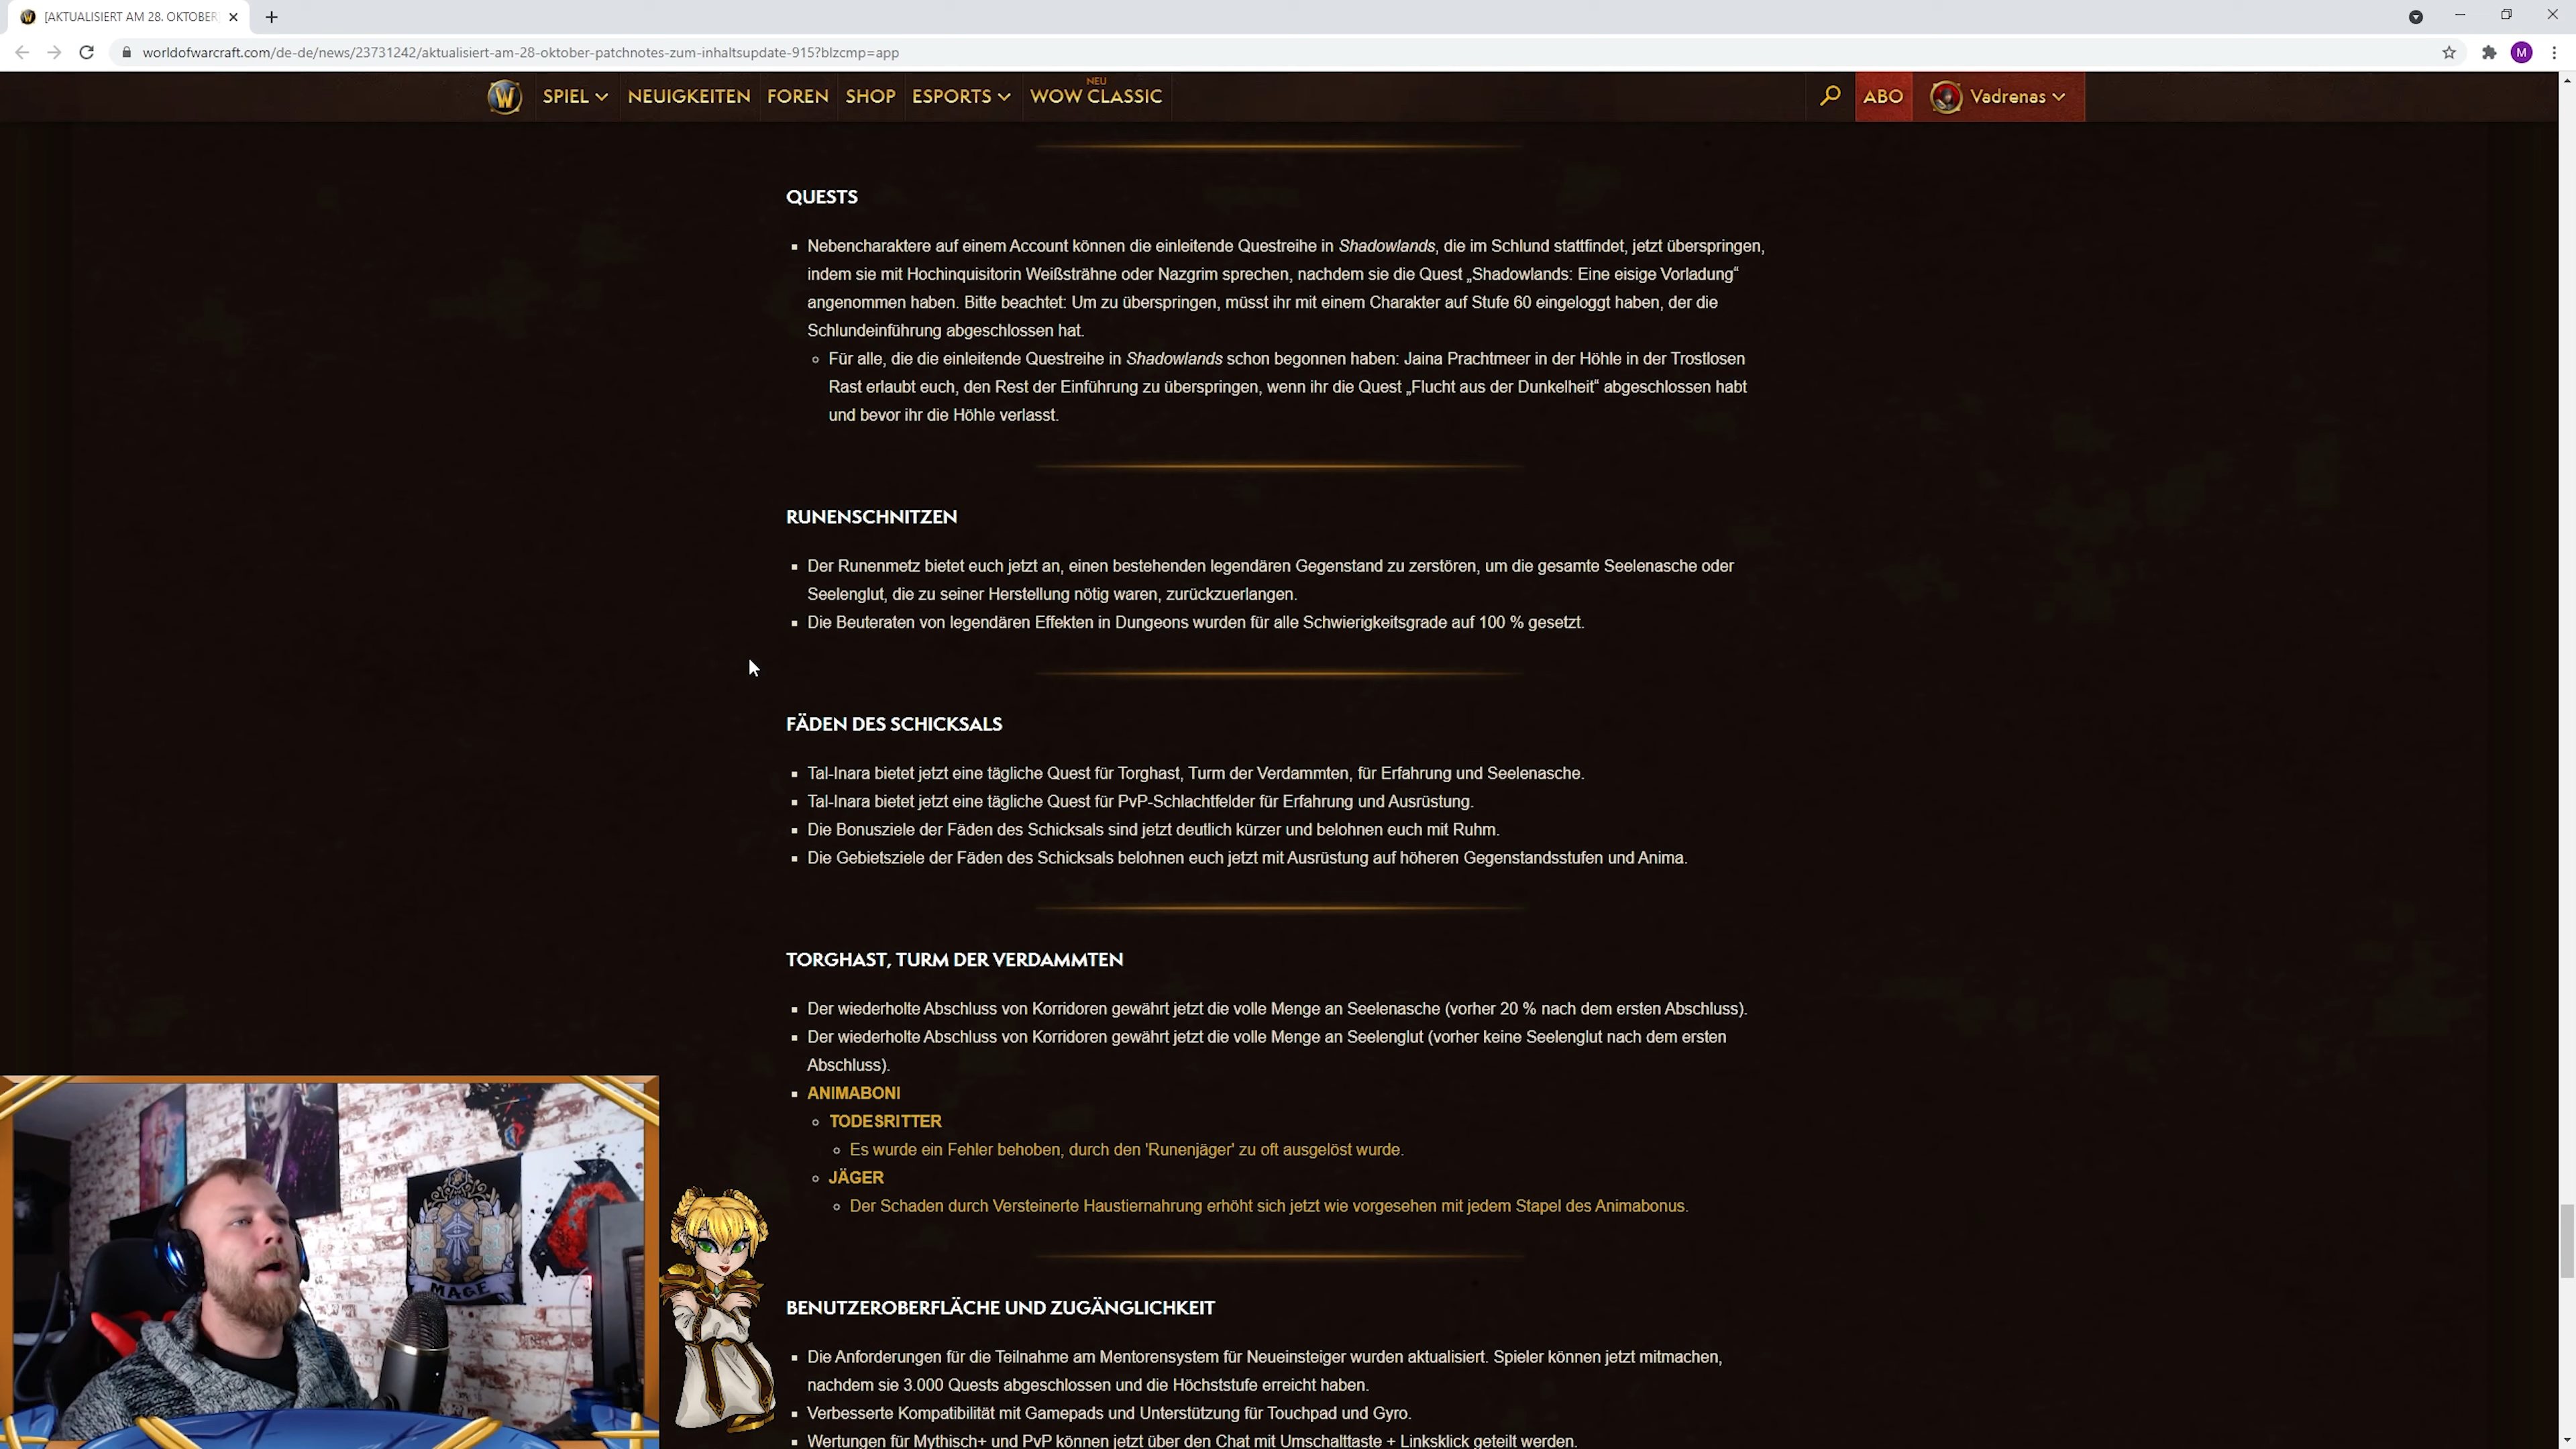 [AKTUALISIERT AM 28. OKTOBER
worldofwarcraft.com/de-de/news/23731242/aktualisiert-am-28-oktober-patchnotes-zum-inhaltsupdate-915?blzcmp=app
M
W
SPIEL
NEUIGKEITEN
FOREN
SHOP
ESPORTS
NEU
WOW CLASSIC
ABO
Vadrenas
QUESTS
Nebencharaktere auf einem Account können die einleitende Questreihe in Shadowlands, die im Schlund stattfindet, jetzt überspringen,
indem sie mit Hochinquisitorin Weißsträhne oder Nazgrim sprechen, nachdem sie die Quest „Shadowlands: Eine eisige Vorladung“
angenommen haben. Bitte beachtet: Um zu überspringen, müsst ihr mit einem Charakter auf Stufe 60 eingeloggt haben, der die
Schlundeinführung abgeschlossen hat.
Für alle, die die einleitende Questreihe in Shadowlands schon begonnen haben: Jaina Prachtmeer in der Höhle in der Trostlosen
Rast erlaubt euch, den Rest der Einführung zu überspringen, wenn ihr die Quest „Flucht aus der Dunkelheit“ abgeschlossen habt
und bevor ihr die Höhle verlasst.
RUNENSCHNITZEN
Der Runenmetz bietet euch jetzt an, einen bestehenden legendären Gegenstand zu zerstören, um die gesamte Seelenasche oder
Seelenglut, die zu seiner Herstellung nötig waren, zurückzuerlangen.
Die Beuteraten von legendären Effekten in Dungeons wurden für alle Schwierigkeitsgrade auf 100 % gesetzt.
FÄDEN DES SCHICKSALS
Tal-Inara bietet jetzt eine tägliche Quest für Torghast, Turm der Verdammten, für Erfahrung und Seelenasche.
Tal-Inara bietet jetzt eine tägliche Quest für PvP-Schlachtfelder für Erfahrung und Ausrüstung.
Die Bonusziele der Fäden des Schicksals sind jetzt deutlich kürzer und belohnen euch mit Ruhm.
Die Gebietsziele der Fäden des Schicksals belohnen euch jetzt mit Ausrüstung auf höheren Gegenstandsstufen und Anima.
TORGHAST, TURM DER VERDAMMTEN
Der wiederholte Abschluss von Korridoren gewährt jetzt die volle Menge an Seelenasche (vorher 20 % nach dem ersten Abschluss).
Der wiederholte Abschluss von Korridoren gewährt jetzt die volle Menge an Seelenglut (vorher keine Seelenglut nach dem ersten
Abschluss).
ANIMABONI
TODESRITTER
Es wurde ein Fehler behoben, durch den 'Runenjäger' zu oft ausgelöst wurde.
JÄGER
Der Schaden durch Versteinerte Haustiernahrung erhöht sich jetzt wie vorgesehen mit jedem Stapel des Animabonus.
MAGE
BENUTZEROBERFLÄCHE UND ZUGÄNGLICHKEIT
Die Anforderungen für die Teilnahme am Mentorensystem für Neueinsteiger wurden aktualisiert. Spieler können jetzt mitmachen,
nachdem sie 3.000 Quests abgeschlossen und die Höchststufe erreicht haben.
Verbesserte Kompatibilität mit Gamepads und Unterstützung für Touchpad und Gyro.
Wertungen für Mythisch+ und PvP können jetzt über den Chat mit Umschalttaste + Linksklick geteilt werden.